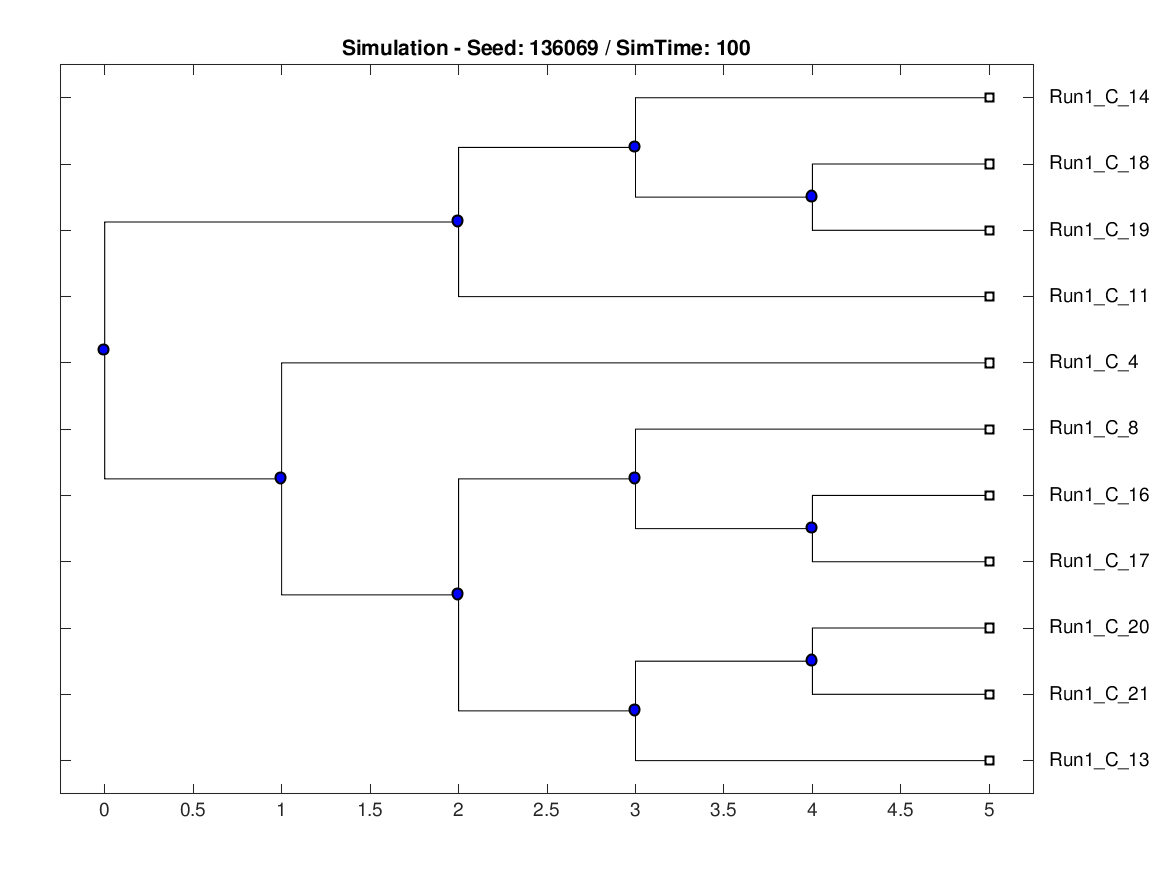 Simulation - Seed: 136069 / SimTime: 100
Run1_C_14
Run1_C_18
Run1_C_19
Run1_C_11
Run1_C_4
Run1_C_8
Run1_C_16
Run1_C_17
Run1_C_20
Run1_C_21
Run1_C_13
0 0.5 1 1.5 2 2.5 3 3.5 4 4.5 5